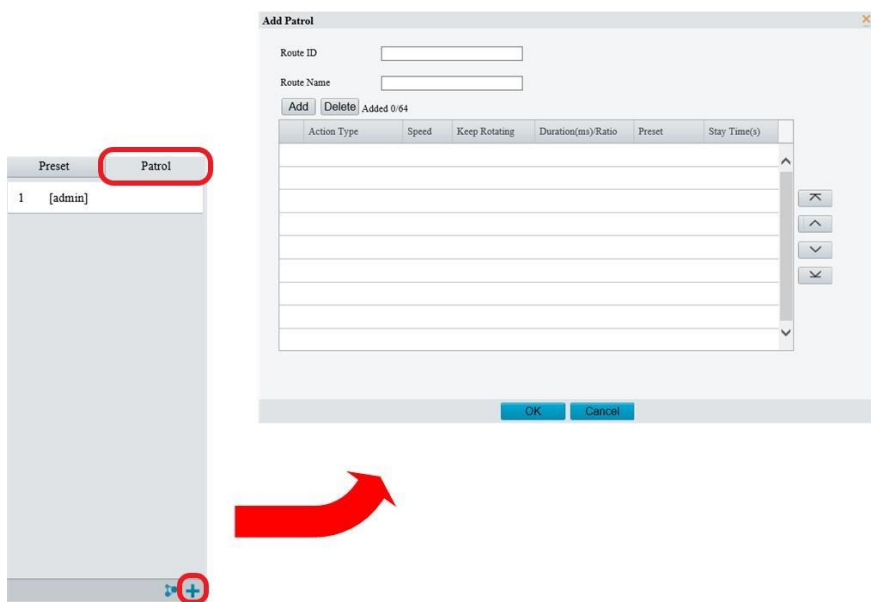 Add Patrol
Route ID
Route Name
Add Delete Added 0/64
Action Type Speed Keep Rotating Duration(ms)/Ratio Preset Stay Time(s)
OK Cancel
Preset Patrol
1 [admin]